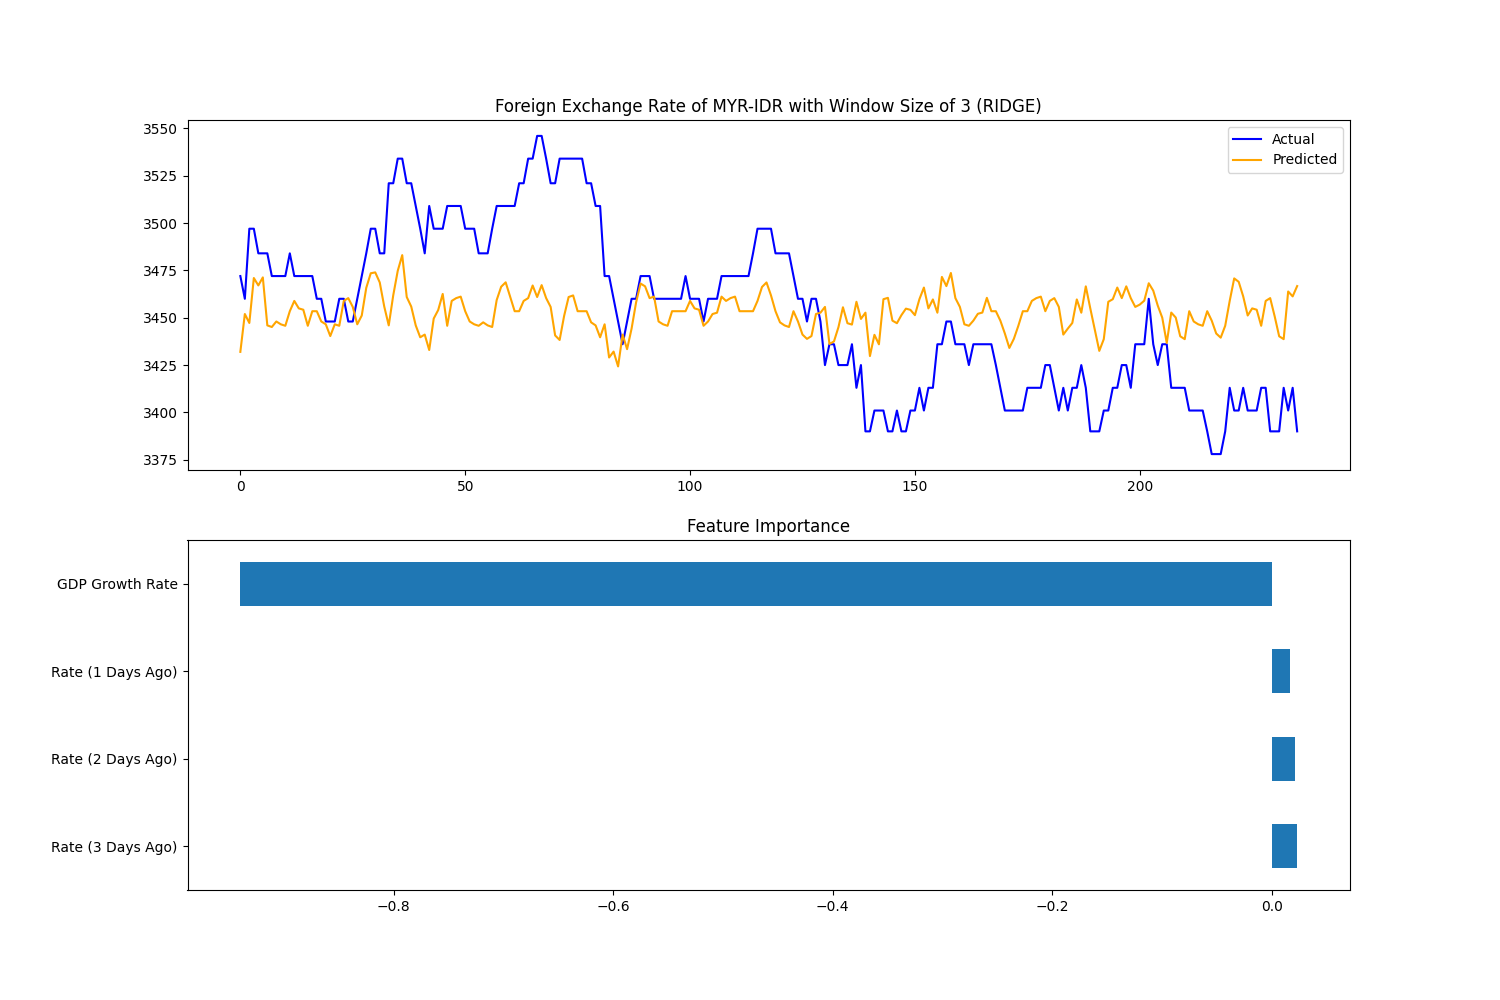 Foreign Exchange Rate of MYR-IDR with Window Size of 3 (RIDGE)
3550
3525
3500
3475
3450
3425
3400
3375
Actual
Predicted
0 50 100 150 200
Feature Importance
GDP Growth Rate
Rate (1 Days Ago)
Rate (2 Days Ago)
Rate (3 Days Ago)
−0.8 −0.6 −0.4 −0.2 0.0